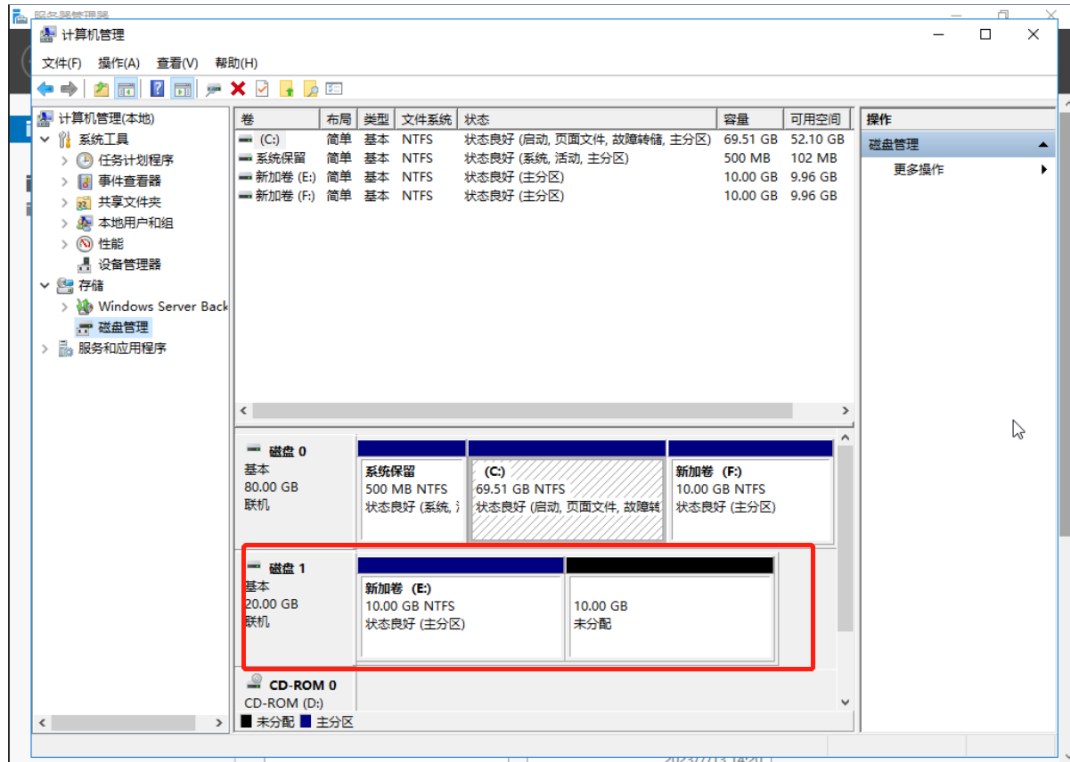 服务器管理器
计算机管理
文件(F) 操作(A) 查看(V) 帮助(H)
计算机管理(本地)
系统工具
任务计划程序
事件查看器
共享文件夹
本地用户和组
性能
设备管理器
存储
Windows Server Back
磁盘管理
服务和应用程序
卷 布局 类型 文件系统 状态 容量 可用空间
(C:) 简单 基本 NTFS 状态良好 (启动, 页面文件, 故障转储, 主分区) 69.51 GB 52.10 GB
系统保留 简单 基本 NTFS 状态良好 (系统, 活动, 主分区) 500 MB 102 MB
新加卷 (E:) 简单 基本 NTFS 状态良好 (主分区) 10.00 GB 9.96 GB
新加卷 (F:) 简单 基本 NTFS 状态良好 (主分区) 10.00 GB 9.96 GB
操作
磁盘管理
更多操作
磁盘 0
基本
80.00 GB
联机
系统保留
500 MB NTFS
状态良好 (系统,
(C:)
69.51 GB NTFS
状态良好 (启动, 页面文件, 故障转
新加卷 (F:)
10.00 GB NTFS
状态良好 (主分区)
磁盘 1
基本
20.00 GB
联机
新加卷 (E:)
10.00 GB NTFS
状态良好 (主分区)
10.00 GB
未分配
CD-ROM 0
CD-ROM (D:)
未分配 主分区